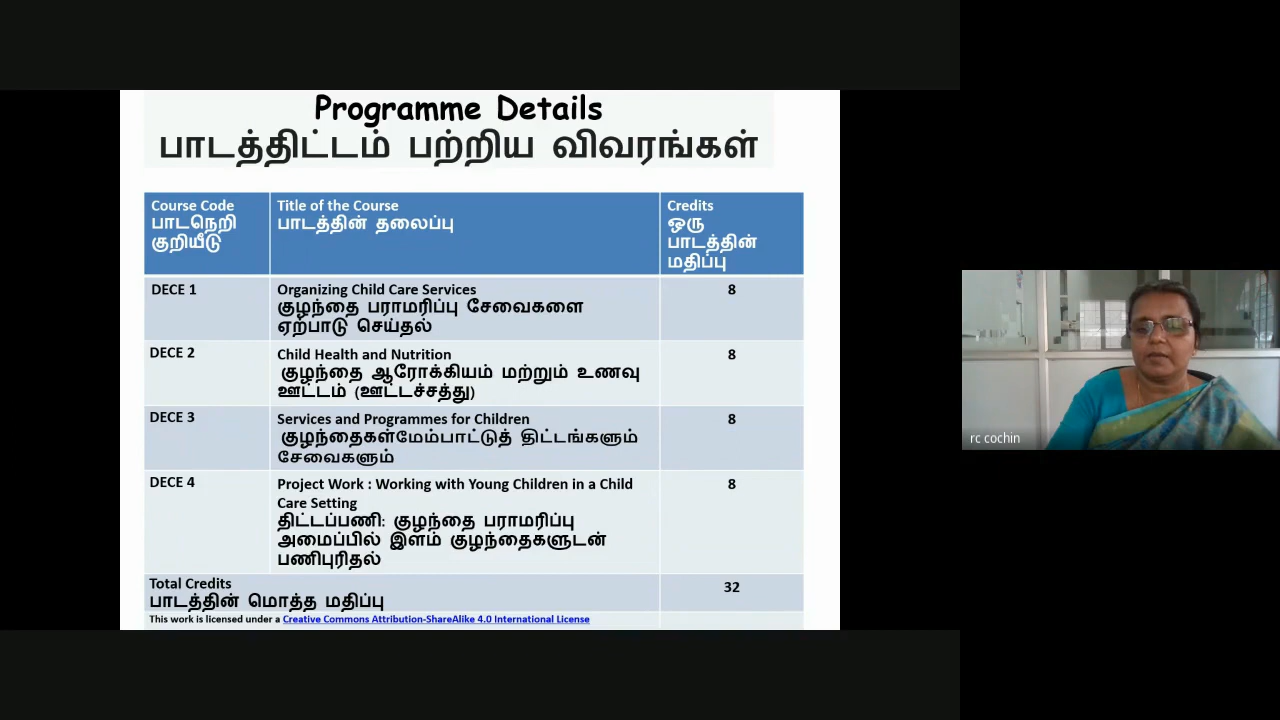 Programme Details
பாடத்திட்டம் பற்றிய விவரங்கள்
Course Code
பாடநெறி
குறியீடு
Title of the Course
பாடத்தின் தலைப்பு
Credits
ஒரு
பாடத்தின்
மதிப்பு
DECE 1
Organizing Child Care Services
குழந்தை பராமரிப்பு சேவைகளை
ஏற்பாடு செய்தல்
8
DECE 2
Child Health and Nutrition
குழந்தை ஆரோக்கியம் மற்றும் உணவு
ஊட்டம் (ஊட்டச்சத்து)
8
DECE 3
Services and Programmes for Children
குழந்தைகள்மேம்பாட்டுத் திட்டங்களும்
சேவைகளும்
8
DECE 4
Project Work : Working with Young Children in a Child
Care Setting
திட்டப்பணி: குழந்தை பராமரிப்பு
அமைப்பில் இளம் குழந்தைகளுடன்
பணிபுரிதல்
8
Total Credits
பாடத்தின் மொத்த மதிப்பு
32
This work is licensed under a Creative Commons Attribution-ShareAlike 4.0 International License
rc cochin